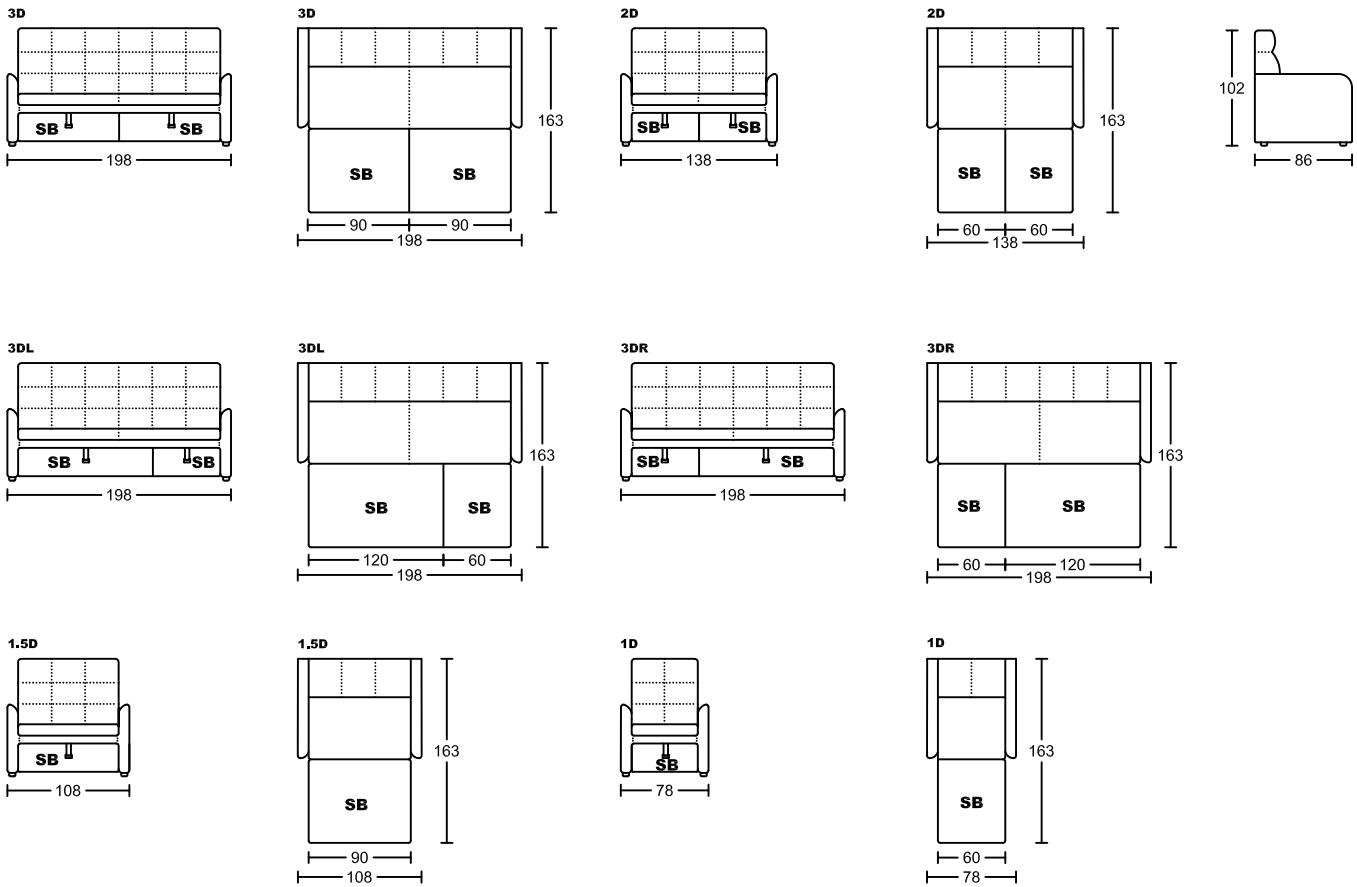 3D 3D 2D 2D
SB SB 198
163
SB SB
90 90
198
SB SB 138
163
SB SB
60 60
138
102
86
3DL 3DL 3DR 3DR
SB SB 198
163
SB SB
120 60
198
SB SB 198
163
SB SB
60 120
198
1.5D 1.5D 1D 1D
SB 108
163
SB
90
108
SB 78
163
SB
60
78